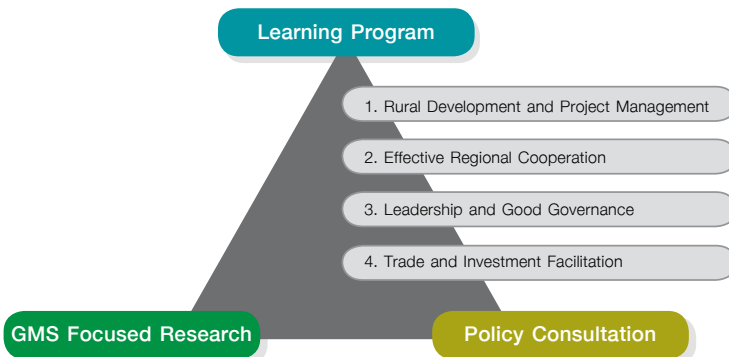 Learning Program
1. Rural Development and Project Management
2. Effective Regional Cooperation
3. Leadership and Good Governance
4. Trade and Investment Facilitation
GMS Focused Research
Policy Consultation